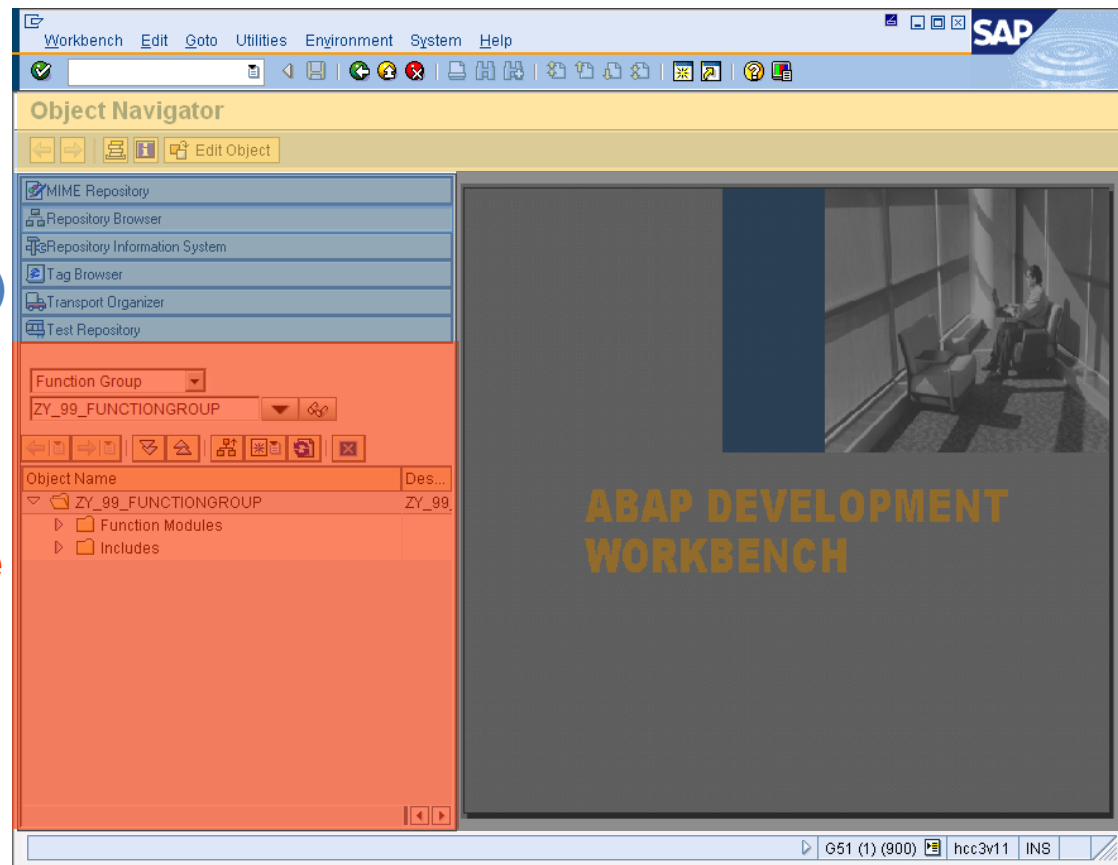 Workbench Edit Goto Utilities Environment System Help
SAP
Object Navigator
Edit Object
MIME Repository
Repository Browser
Repository Information System
Tag Browser
Transport Organizer
Test Repository
Function Group
ZY_99_FUNCTIONGROUP
Object Name Des...
ZY_99_FUNCTIONGROUP ZY_99_
Function Modules
Includes
ABAP DEVELOPMENT
WORKBENCH
G51 (1) (900) hcc3v11 INS